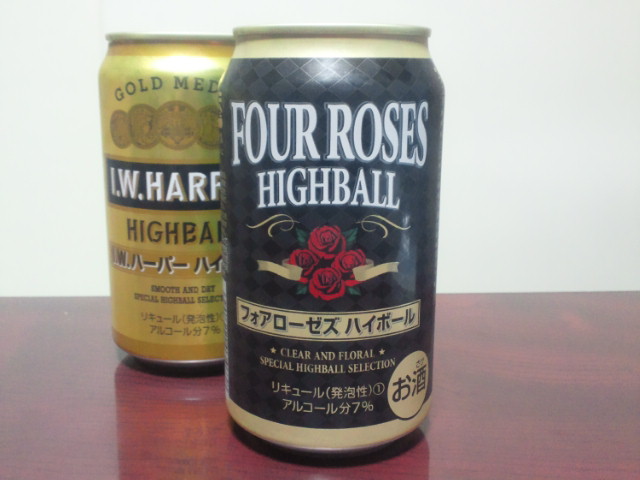 GOLD MED
I.W.HARP
HIGHBAL
I.W.ハーパー ハイ
SMOOTH AND DRY
SPECIAL HIGHBALL SELECT
リキュール(発泡性)
アルコール分7%
FOUR ROSES
HIGHBALL
フォアローゼズ ハイボール
★ CLEAR AND FLORAL ★
SPECIAL HIGHBALL SELECTION
リキュール(発泡性)①
アルコール分7%
お酒